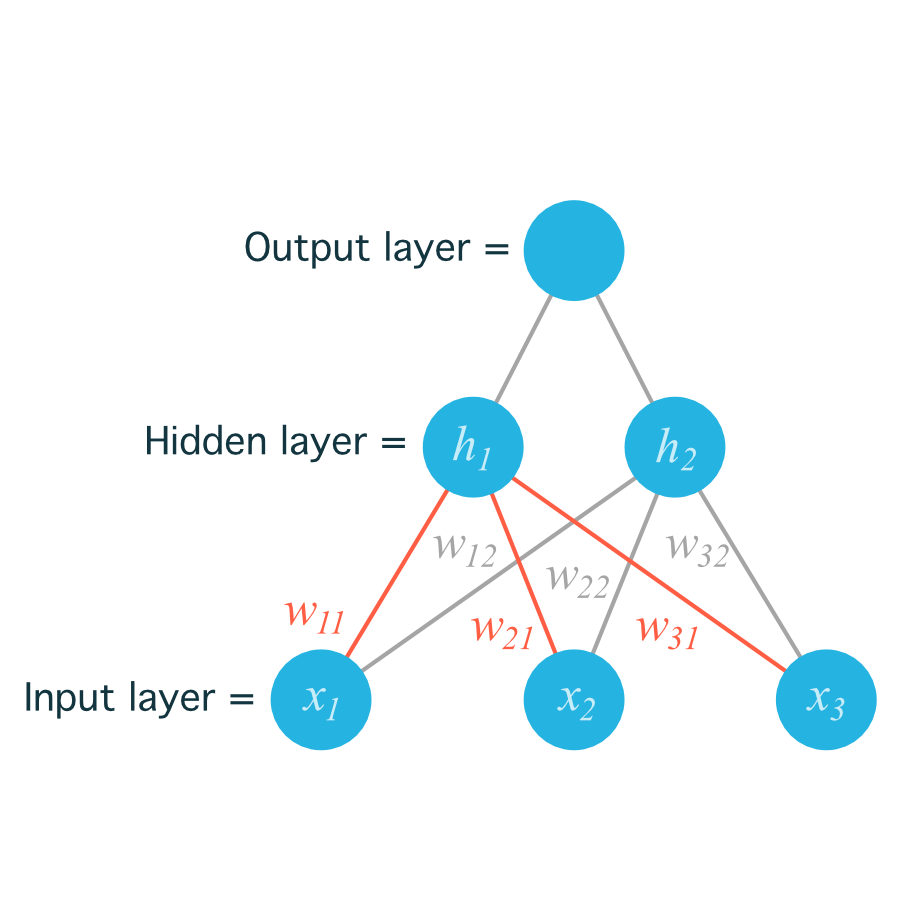 Output layer =
Hidden layer =
h1
h2
w12
w32
w22
w11
w21
w31
Input layer =
x1
x2
x3